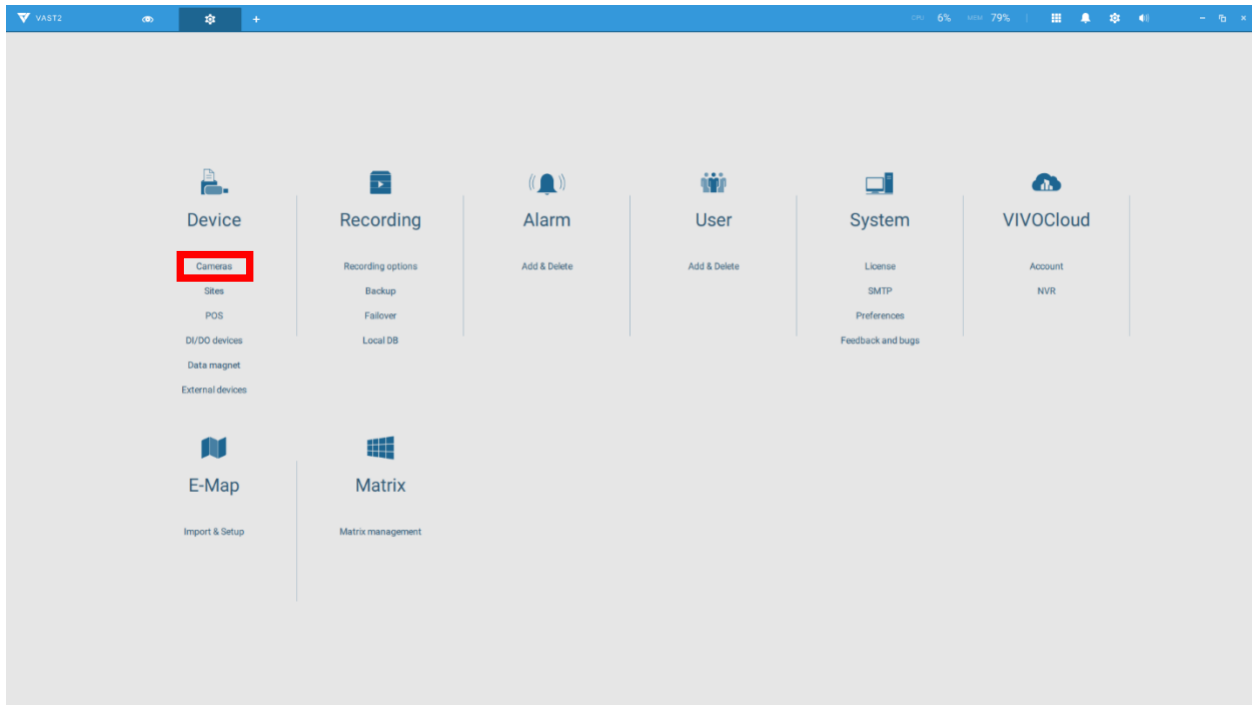 VAST2
+
CPU 6% MEM 79%
Device
Cameras
Sites
POS
DI/DO devices
Data magnet
External devices
Recording
Recording options
Backup
Failover
Local DB
Alarm
Add & Delete
User
Add & Delete
System
License
SMTP
Preferences
Feedback and bugs
VIVOCloud
Account
NVR
E-Map
Import & Setup
Matrix
Matrix management